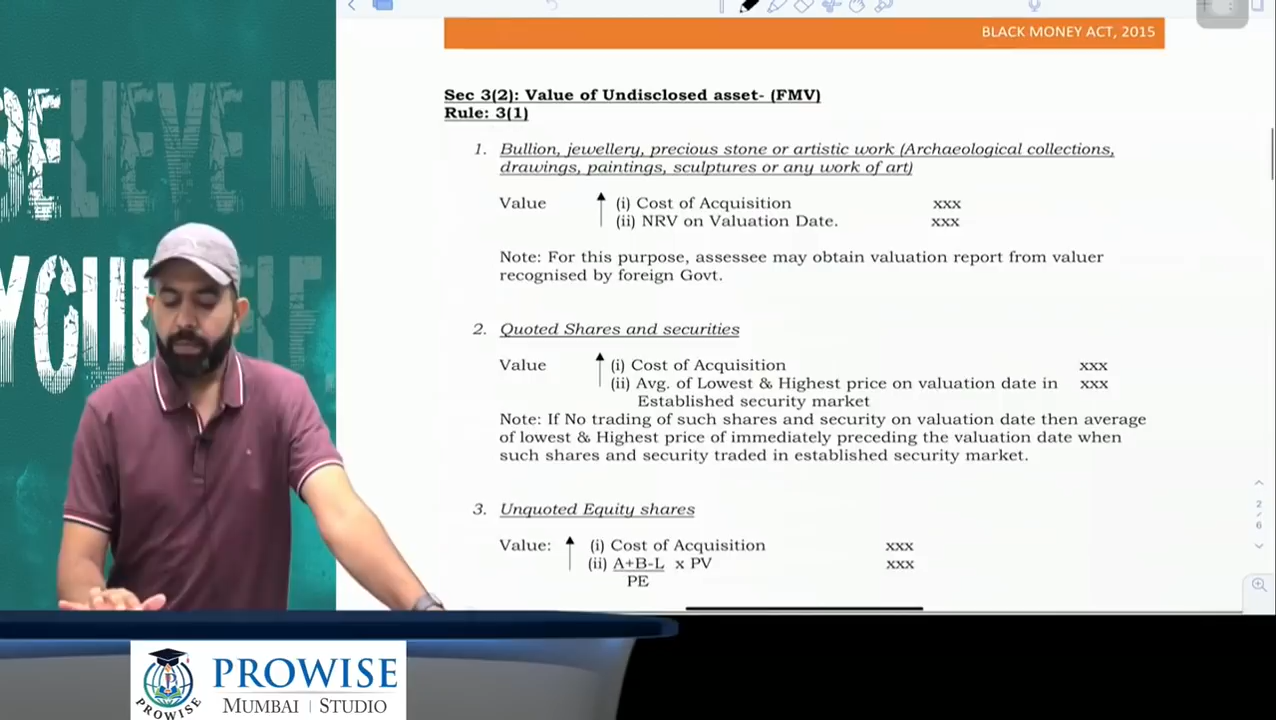 BLACK MONEY ACT, 2015
BELIEVE IN
YOUR
Sec 3(2): Value of Undisclosed asset- (FMV)
Rule: 3(1)
1. Bullion, jewellery, precious stone or artistic work (Archaeological collections,
drawings, paintings, sculptures or any work of art)
Value (i) Cost of Acquisition xxx
(ii) NRV on Valuation Date. xxx
Note: For this purpose, assessee may obtain valuation report from valuer
recognised by foreign Govt.
2. Quoted Shares and securities
Value (i) Cost of Acquisition xxx
(ii) Avg. of Lowest & Highest price on valuation date in xxx
Established security market
Note: If No trading of such shares and security on valuation date then average
of lowest & Highest price of immediately preceding the valuation date when
such shares and security traded in established security market.
3. Unquoted Equity shares
Value: (i) Cost of Acquisition xxx
(ii) A+B-L x PV xxx
PE
2
/
6
PROWISE
MUMBAI | STUDIO
PROWISE